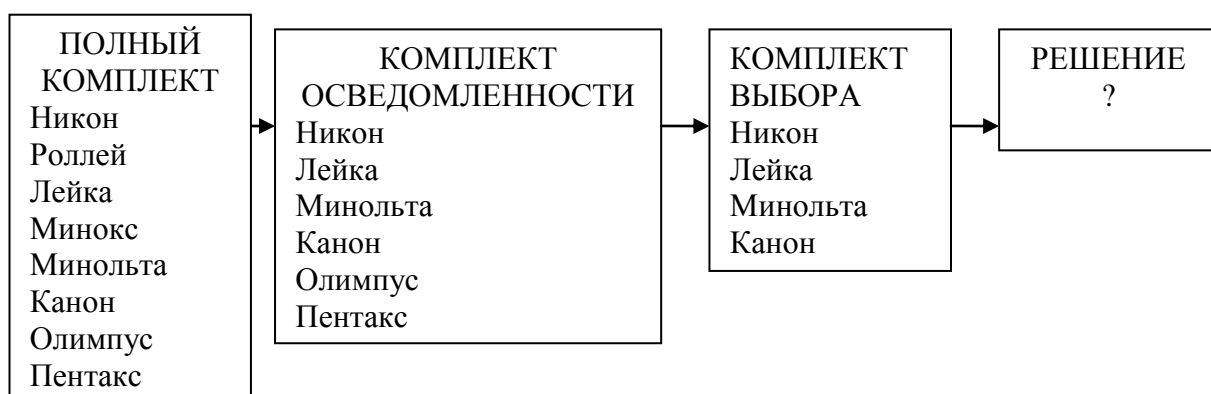 ПОЛНЫЙ
КОМПЛЕКТ
Никон
Роллей
Лейка
Минокс
Минольта
Канон
Олимпус
Пентакс
КОМПЛЕКТ
ОСВЕДОМЛЕННОСТИ
Никон
Лейка
Минольта
Канон
Олимпус
Пентакс
КОМПЛЕКТ
ВЫБОРА
Никон
Лейка
Минольта
Канон
РЕШЕНИЕ
?